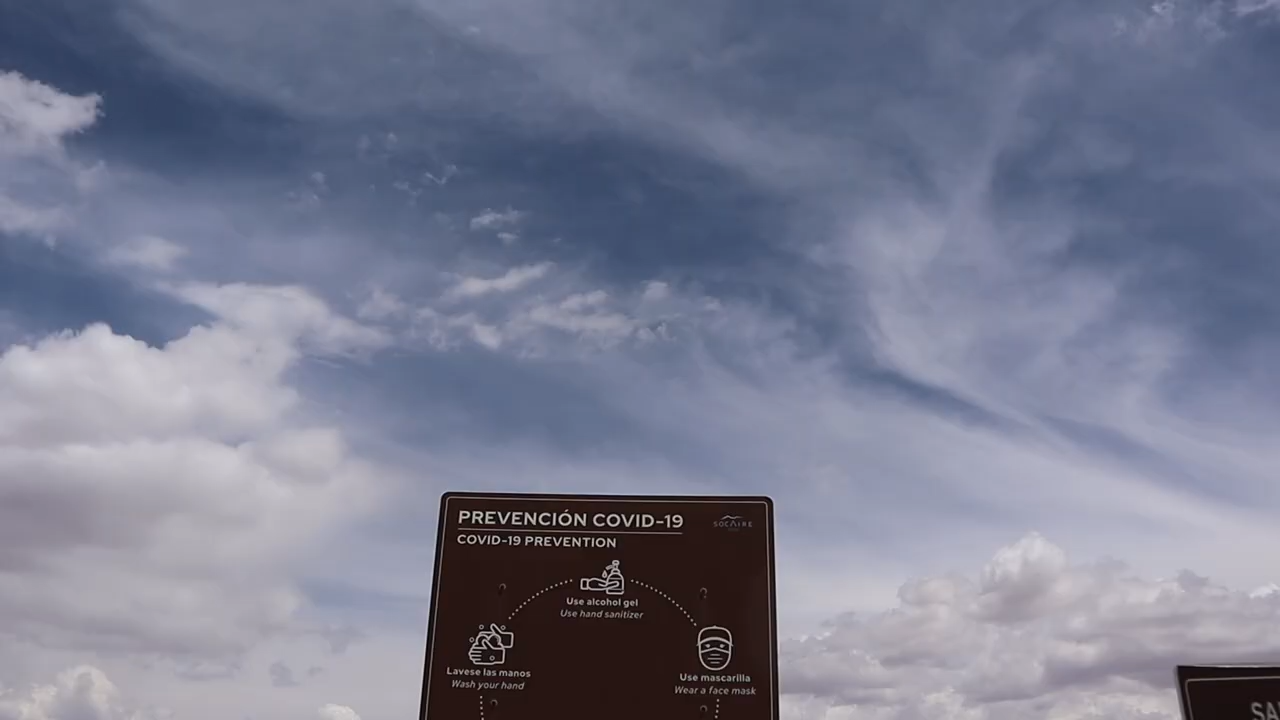 PREVENCIÓN COVID-19
SOCAIRE
COVID-19 PREVENTION
Use alcohol gel
Use hand sanitizer
Lavese las manos
Wash your hand
Use mascarilla
Wear a face mask